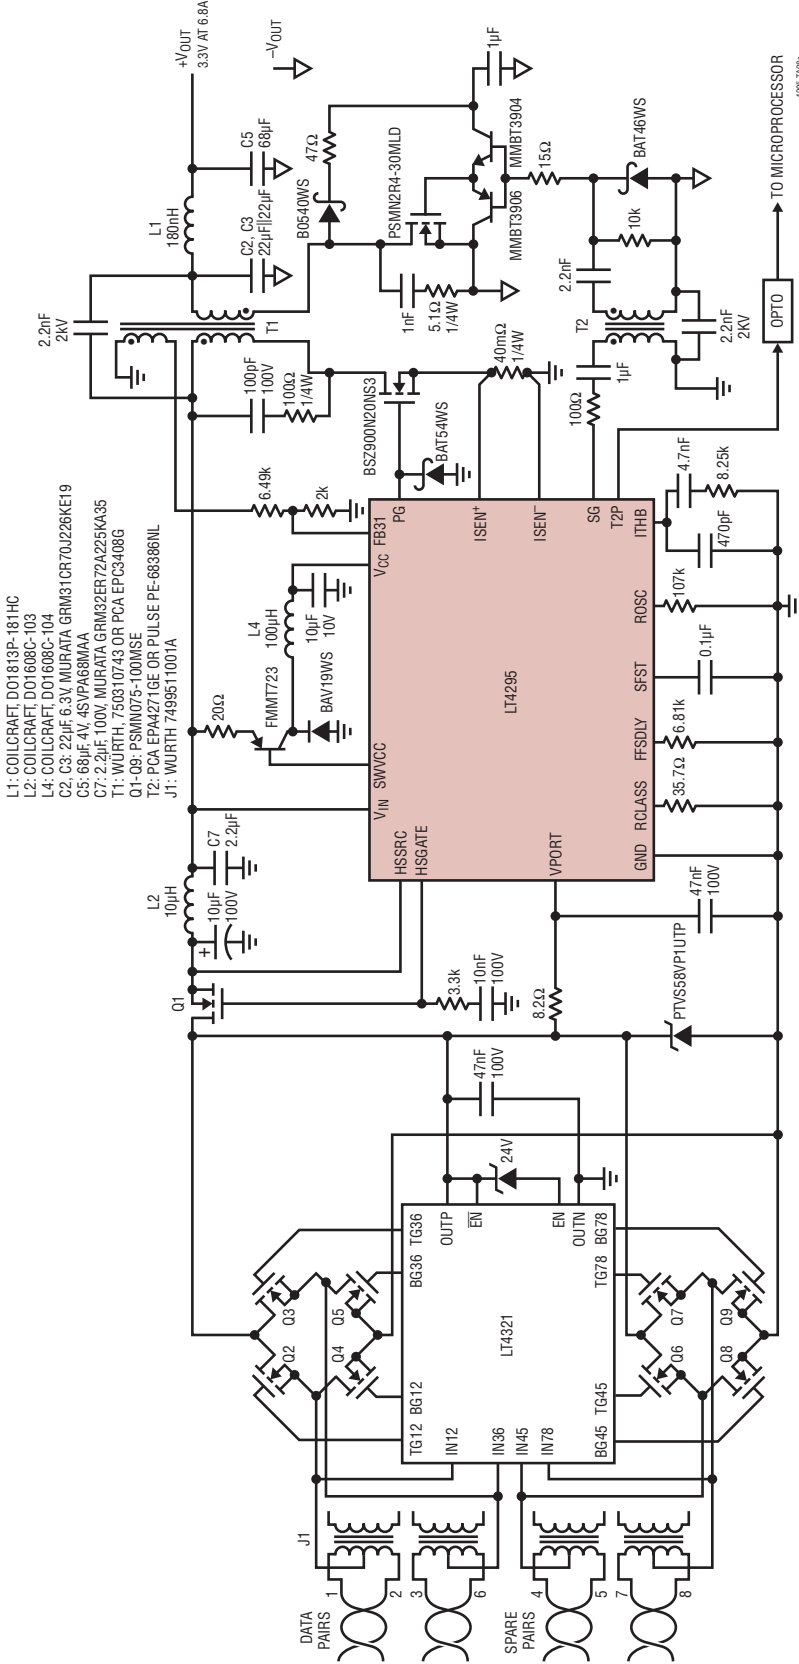 L1: COILCRAFT, DO1813P-181HC
L2: COILCRAFT, DO1608C-103
L4: COILCRAFT, DO1608C-104
C2, C3: 22µF, 6.3V, MURATA GRM31CR70J226KE19
C5: 68µF, 4V, 4SVPA68MAA
C7: 2.2µF, 100V, MURATA GRM32ER72A225KA35
T1: WÜRTH, 750310743 OR PCA EPC3408G
Q1-Q9: PSMN075-100MSE
T2: PCA EPA4271GE OR PULSE PE-68386NL
J1: WURTH 7499511001A
DATA
PAIRS
1
2
3
6
SPARE
PAIRS
4
5
7
8
J1
Q2
Q3
Q4
Q5
TG12
BG12
BG36
TG36
IN12
IN36
IN45
IN78
LT4321
OUTP
EN
EN
OUTN
BG45
TG45
TG78
BG78
Q6
Q7
Q8
Q9
24V
47nF
100V
Q1
3.3k
10nF
100V
8.2Ω
PTVS58VP1UTP
47nF
100V
+
10µF
100V
L2
10µH
C7
2.2µF
HSSRC
HSGATE
VPORT
VIN
SWVCC
VCC
FB31
PG
ISEN+
ISEN–
SG
T2P
ITHB
ROSC
SFST
FFSDLY
RCLASS
GND
LT4295
20Ω
FMMT723
BAV19WS
L4
100µH
10µF
10V
6.49k
2k
35.7Ω
6.81k
0.1µF
107k
470pF
4.7nF
8.25k
BAT54WS
BSZ900N20NS3
100pF
100V
100Ω
1/4W
40mΩ
1/4W
2.2nF
2kV
T1
C2, C3
22µF||22µF
L1
180nH
C5
68µF
+VOUT
3.3V AT 6.8A
–VOUT
B0540WS
47Ω
1µF
PSMN2R4-30MLD
1nF
5.1Ω
1/4W
MMBT3906
MMBT3904
15Ω
100Ω
1µF
T2
2.2nF
10k
BAT46WS
2.2nF
2KV
OPTO
TO MICROPROCESSOR